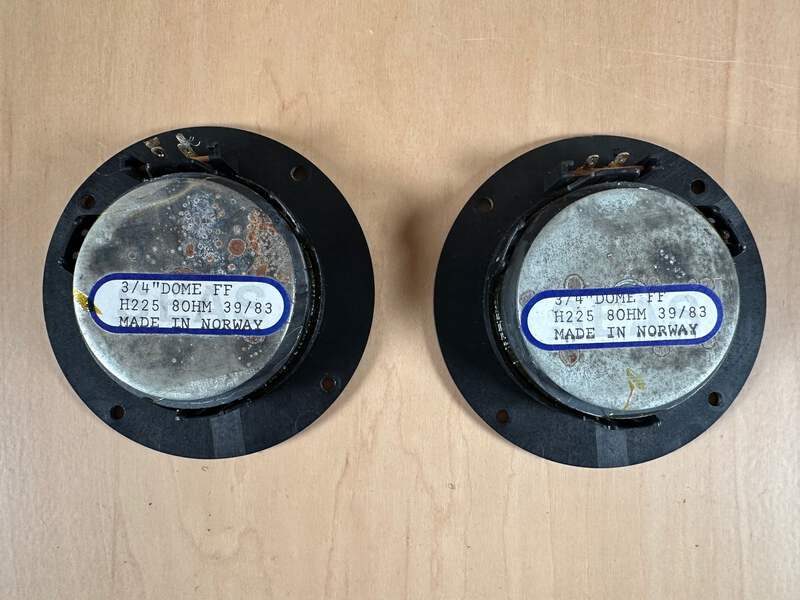 3/4"DOME FF
H225 8OHM 39/83
MADE IN NORWAY
3/4"DOME FF
H225 8OHM 39/83
MADE IN NORWAY